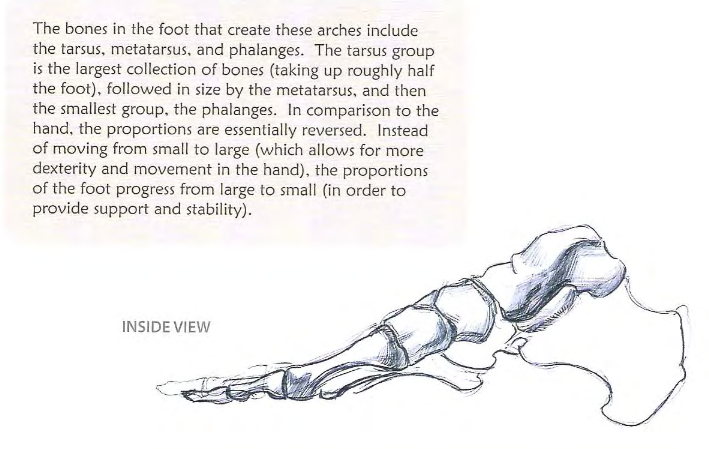 The bones in the foot that create these arches include
the tarsus, metatarsus, and phalanges. The tarsus group
is the largest collection of bones (taking up roughly half
the foot), followed in size by the metatarsus, and then
the smallest group, the phalanges. In comparison to the
hand, the proportions are essentially reversed. Instead
of moving from small to large (which allows for more
dexterity and movement in the hand), the proportions
of the foot progress from large to small (in order to
provide support and stability).
INSIDE VIEW